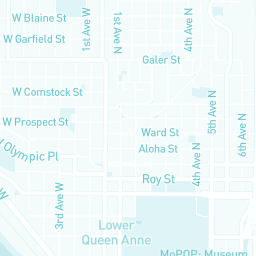 W Blaine St
W Garfield St
1st Ave W
1st Ave N
4th Ave N
Galer St
W Comstock St
W Prospect St
5th Ave N
6th Ave N
Ward St
Aloha St
Olympic Pl
4th Ave N
Roy St
3rd Ave W
Lower
Queen Anne
MoPOP: Museum